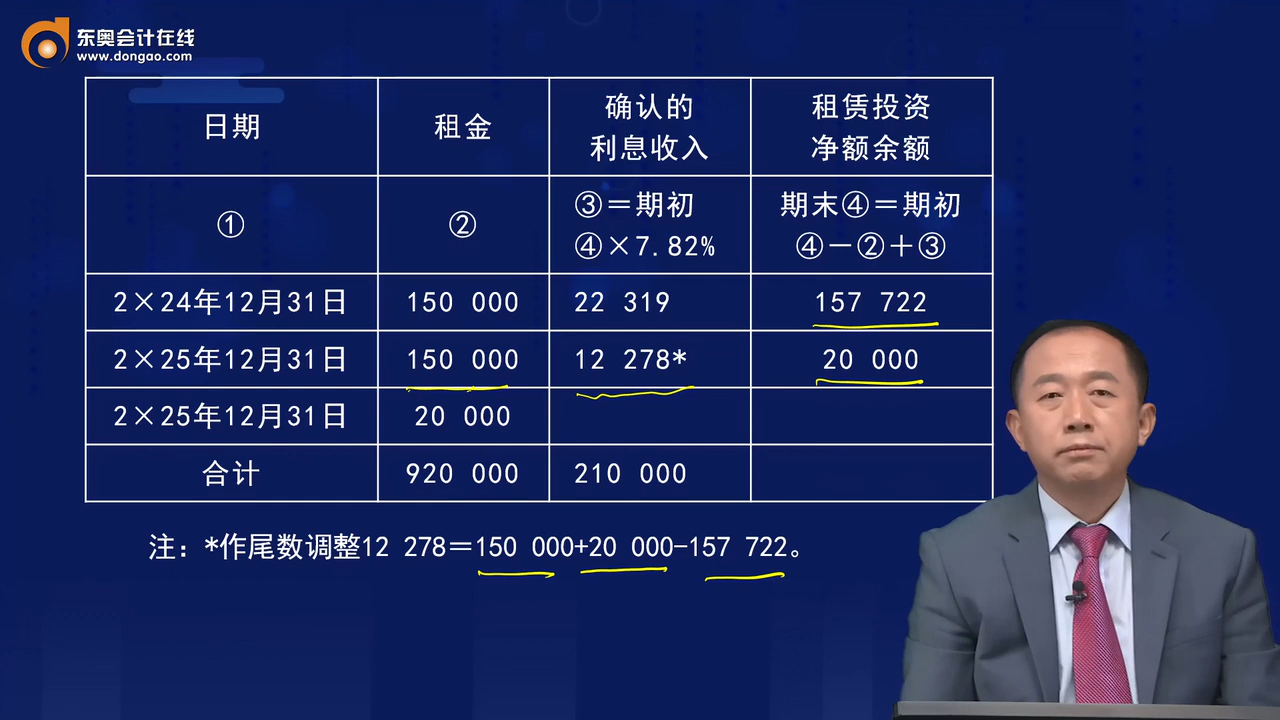 东奥会计在线
www.dongao.com
日期 租金 确认的利息收入 租赁投资净额余额
① ② ③＝期初④×7.82% 期末④＝期初④－②＋③
2×24年12月31日 150 000 22 319 157 722
2×25年12月31日 150 000 12 278* 20 000
2×25年12月31日 20 000
合计 920 000 210 000
注：*作尾数调整12 278＝150 000+20 000-157 722。